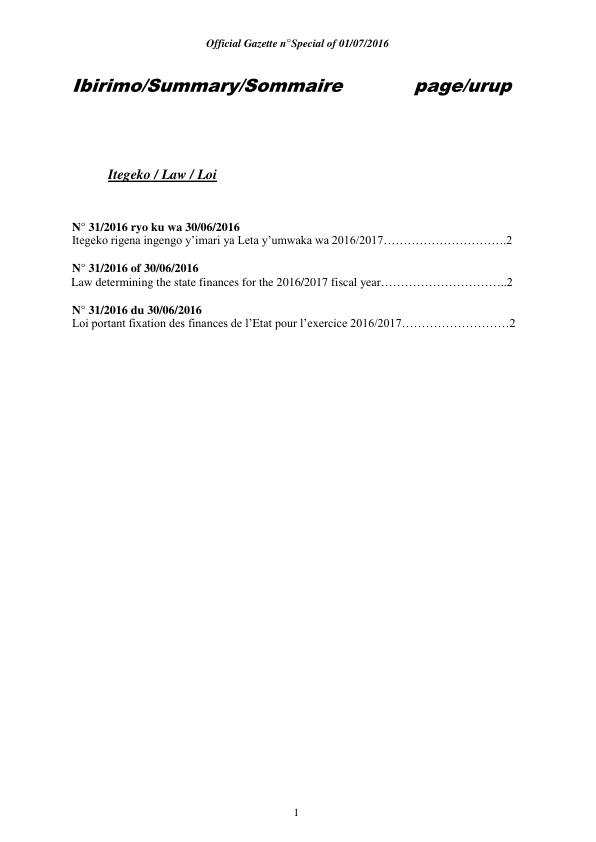 Official Gazette n°Special of 01/07/2016
Ibirimo/Summary/Sommaire page/urup
Itegeko / Law / Loi
N° 31/2016 ryo ku wa 30/06/2016
Itegeko rigena ingengo y’imari ya Leta y’umwaka wa 2016/2017………………………….2
N° 31/2016 of 30/06/2016
Law determining the state finances for the 2016/2017 fiscal year…………………………..2
N° 31/2016 du 30/06/2016
Loi portant fixation des finances de l’Etat pour l’exercice 2016/2017………………………2
1